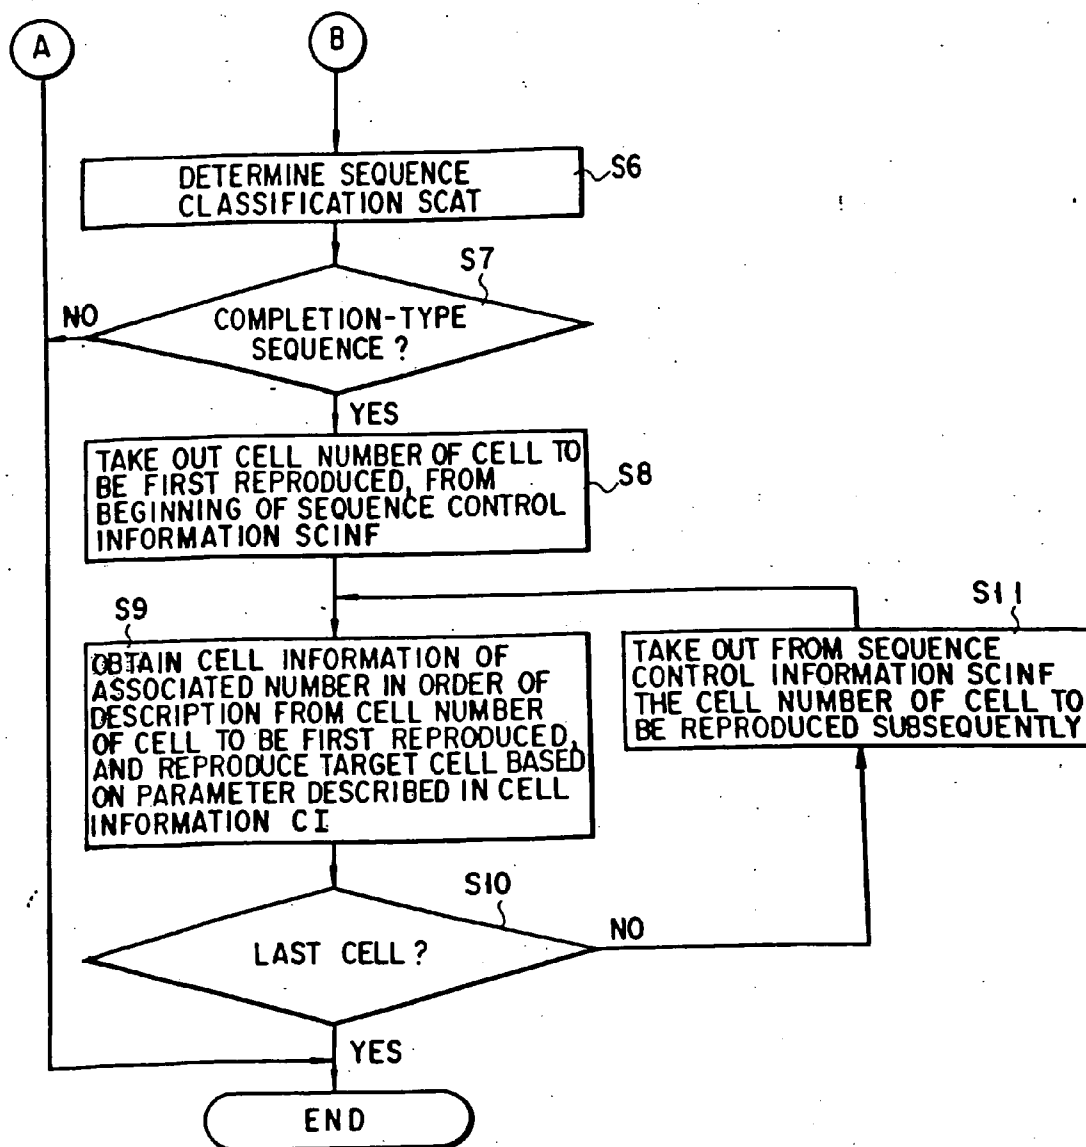 A
B
DETERMINE SEQUENCE
CLASSIFICATION SCAT
S6
S7
NO
COMPLETION-TYPE
SEQUENCE ?
YES
TAKE OUT CELL NUMBER OF CELL TO
BE FIRST REPRODUCED, FROM
BEGINNING OF SEQUENCE CONTROL
INFORMATION SCINF
S8
S9
OBTAIN CELL INFORMATION OF
ASSOCIATED NUMBER IN ORDER OF
DESCRIPTION FROM CELL NUMBER
OF CELL TO BE FIRST REPRODUCED,
AND REPRODUCE TARGET CELL BASED
ON PARAMETER DESCRIBED IN CELL
INFORMATION CI
S11
TAKE OUT FROM SEQUENCE
CONTROL INFORMATION SCINF
THE CELL NUMBER OF CELL TO
BE REPRODUCED SUBSEQUENTLY
S10
LAST CELL ?
NO
YES
END